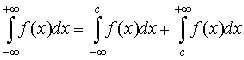 ∫_{-∞}^{+∞} f(x)dx = ∫_{-∞}^{c} f(x)dx + ∫_{c}^{+∞} f(x)dx